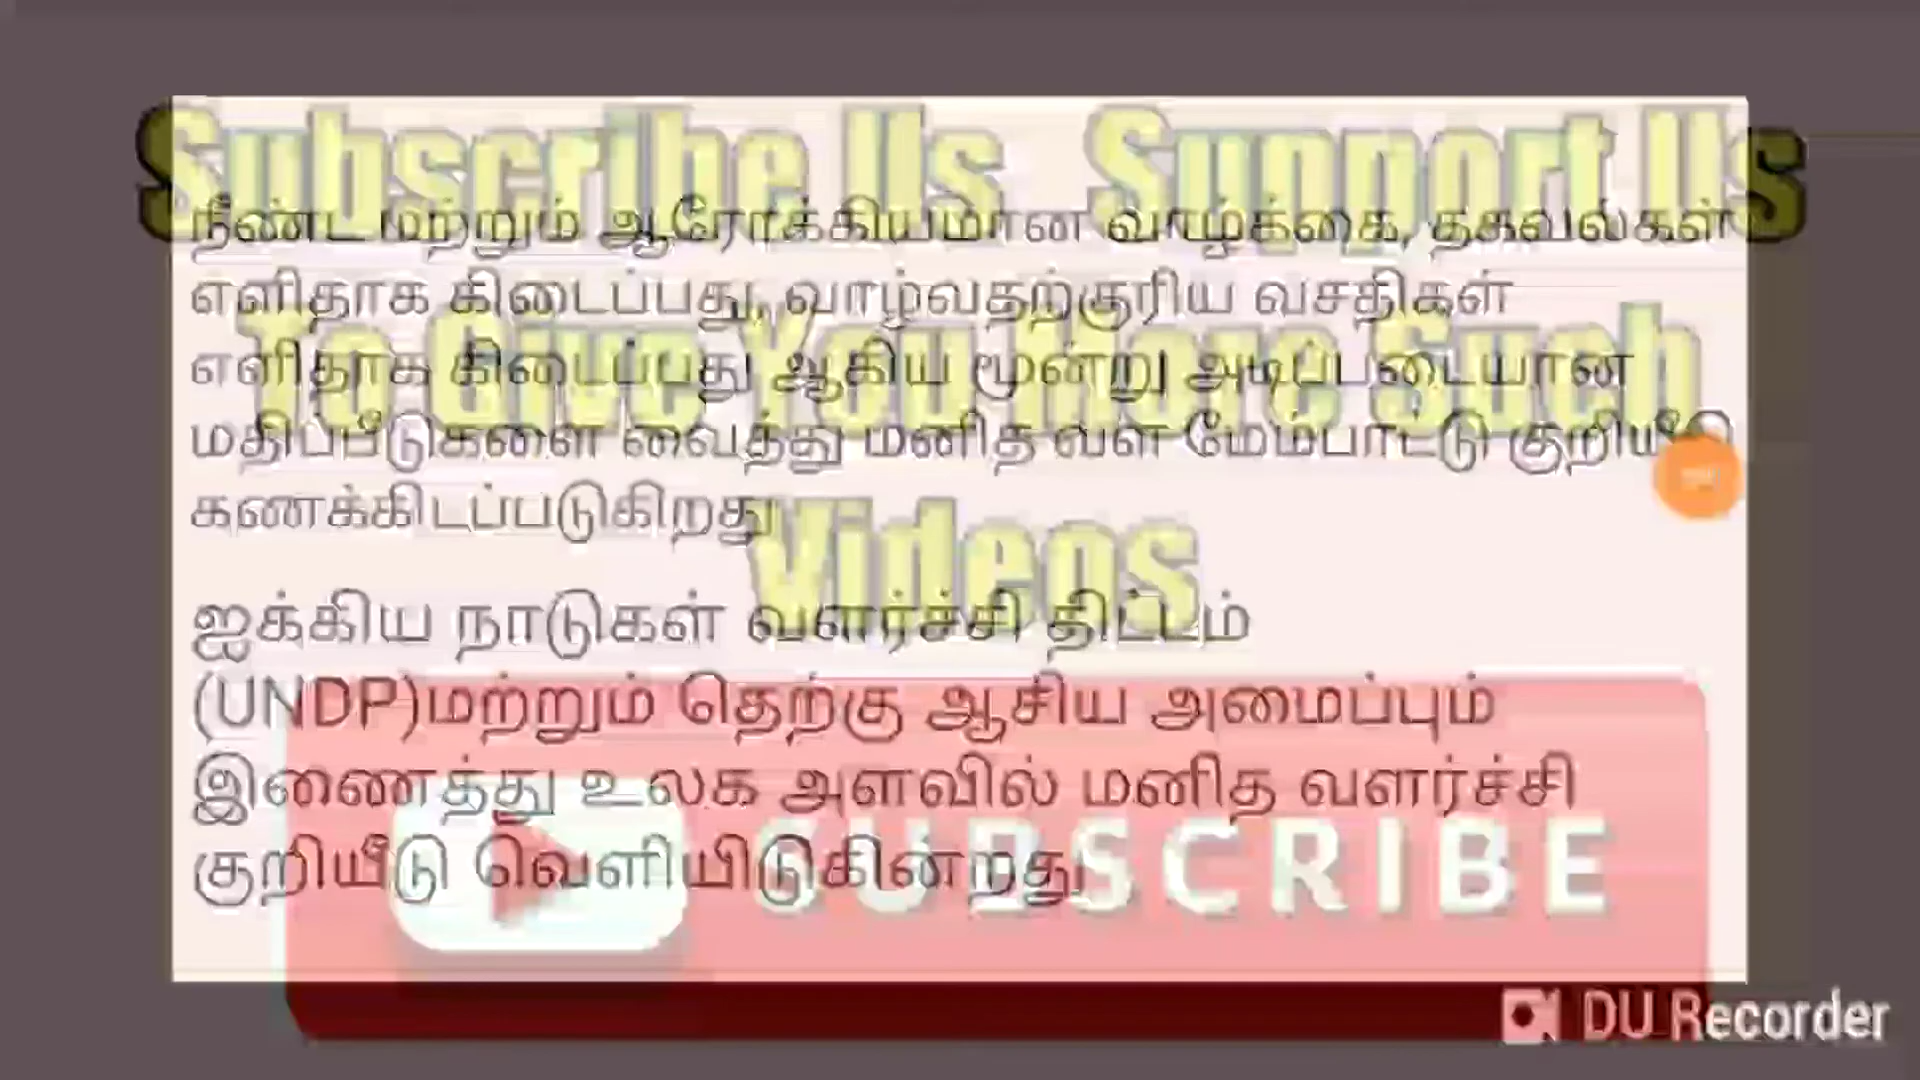 Subscribe Us Support Us
To Give You More Such
Videos
நீண்ட மற்றும் ஆரோக்கியமான வாழ்க்கை, தகவல்கள்
எளிதாக கிடைப்பது, வாழ்வதற்குரிய வசதிகள்
எளிதாக கிடைப்பது ஆகிய மூன்று அடிப்படையான
மதிப்பீடுகளை வைத்து மனித வள மேம்பாட்டு குறியீடு
கணக்கிடப்படுகிறது
ஐக்கிய நாடுகள் வளர்ச்சி திட்டம்
(UNDP)மற்றும் தெற்கு ஆசிய அமைப்பும்
இணைத்து உலக அளவில் மனித வளர்ச்சி
குறியீடு வெளியிடுகின்றது
SUBSCRIBE
DU Recorder